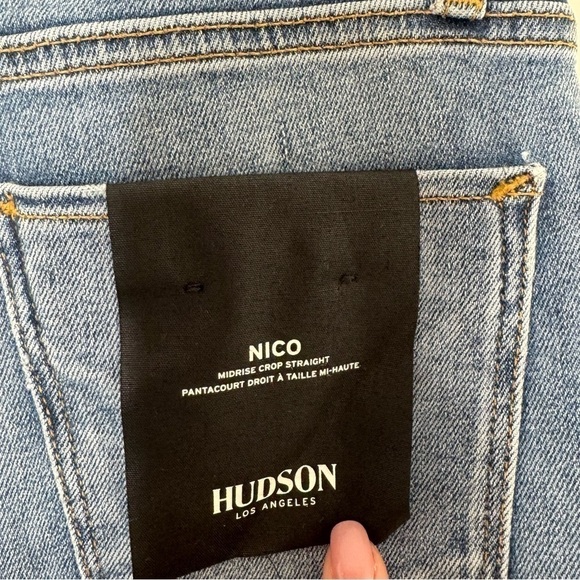 NICO
MIDRISE CROP STRAIGHT
PANTACOURT DROIT À TAILLE MI-HAUTE
HUDSON
LOS ANGELES